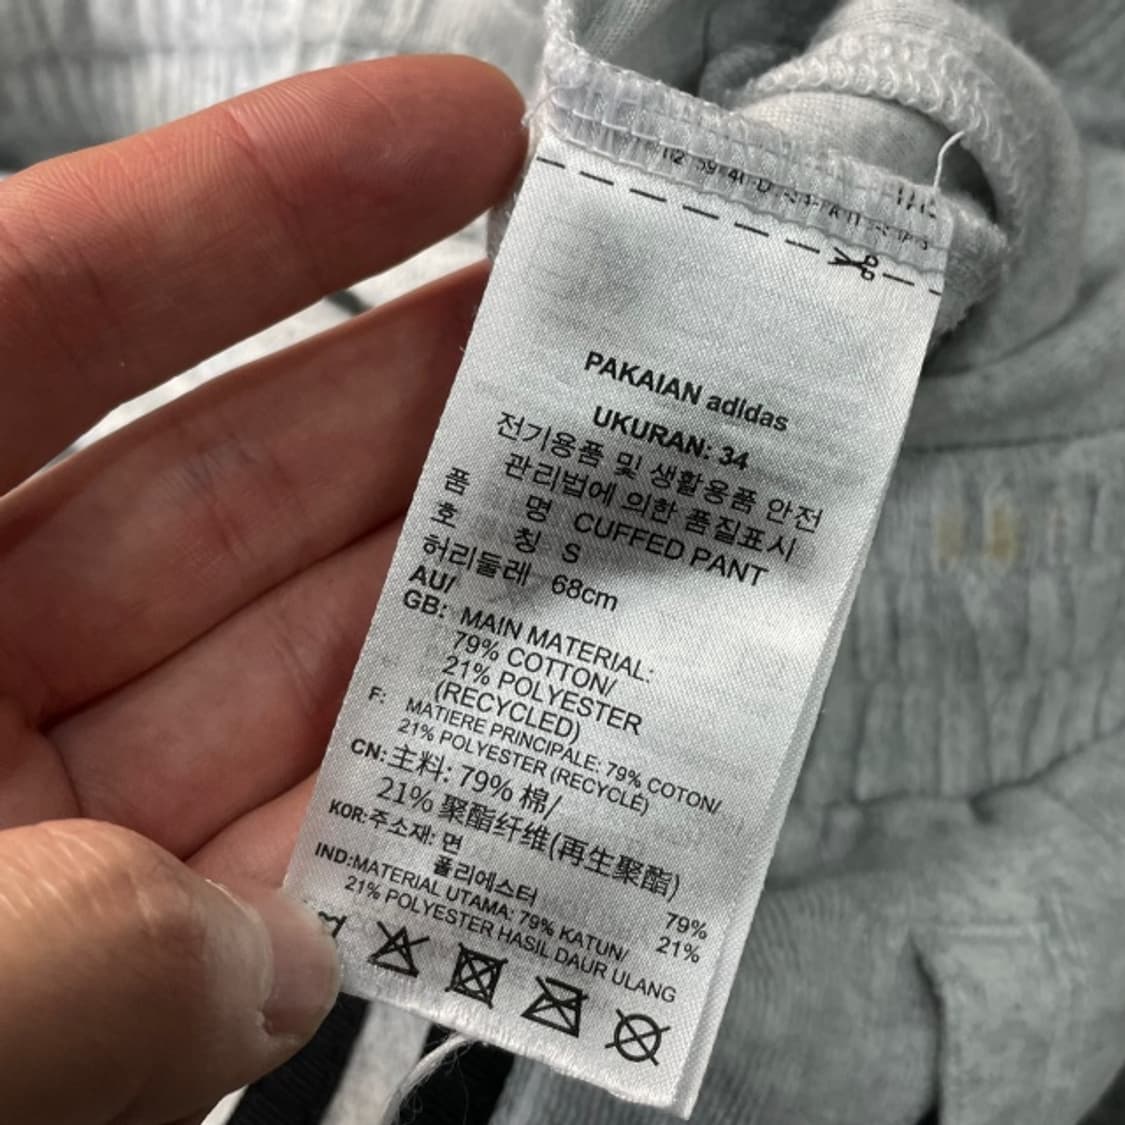 PAKAIAN adidas
UKURAN: 34
전기용품 및 생활용품 안전
관리법에 의한 품질표시
품 명 CUFFED PANT
호 칭 S
허리둘레 68cm
AU/
GB: MAIN MATERIAL:
79% COTTON/
21% POLYESTER
(RECYCLED)
F: MATIERE PRINCIPALE: 79% COTON/
21% POLYESTER (RECYCLÉ)
CN: 主料: 79% 棉/
21% 聚酯纤维(再生聚酯)
KOR: 주소재: 면 79%
폴리에스터 21%
IND: MATERIAL UTAMA: 79% KATUN/
21% POLYESTER HASIL DAUR ULANG